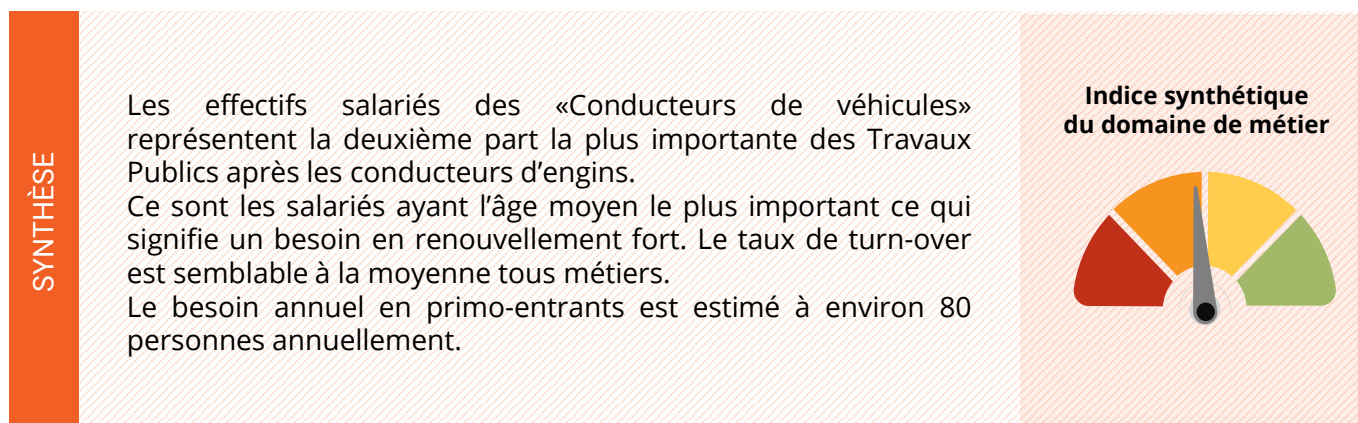 SYNTHÈSE
Les effectifs salariés des «Conducteurs de véhicules»
représentent la deuxième part la plus importante des Travaux
Publics après les conducteurs d’engins.
Ce sont les salariés ayant l’âge moyen le plus important ce qui
signifie un besoin en renouvellement fort. Le taux de turn-over
est semblable à la moyenne tous métiers.
Le besoin annuel en primo-entrants est estimé à environ 80
personnes annuellement.
Indice synthétique
du domaine de métier